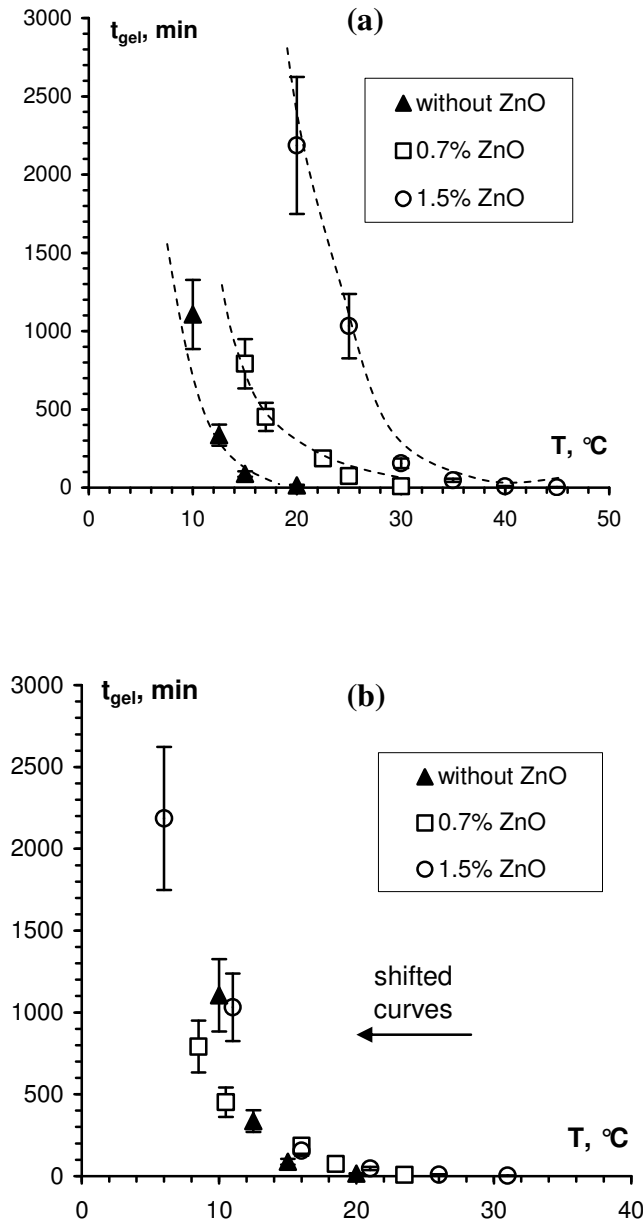 (a)
t_gel, min
3000
2500
2000
1500
1000
500
0
without ZnO
0.7% ZnO
1.5% ZnO
T, °C
0 10 20 30 40 50
(b)
t_gel, min
3000
2500
2000
1500
1000
500
0
without ZnO
0.7% ZnO
1.5% ZnO
shifted
curves
T, °C
0 10 20 30 40